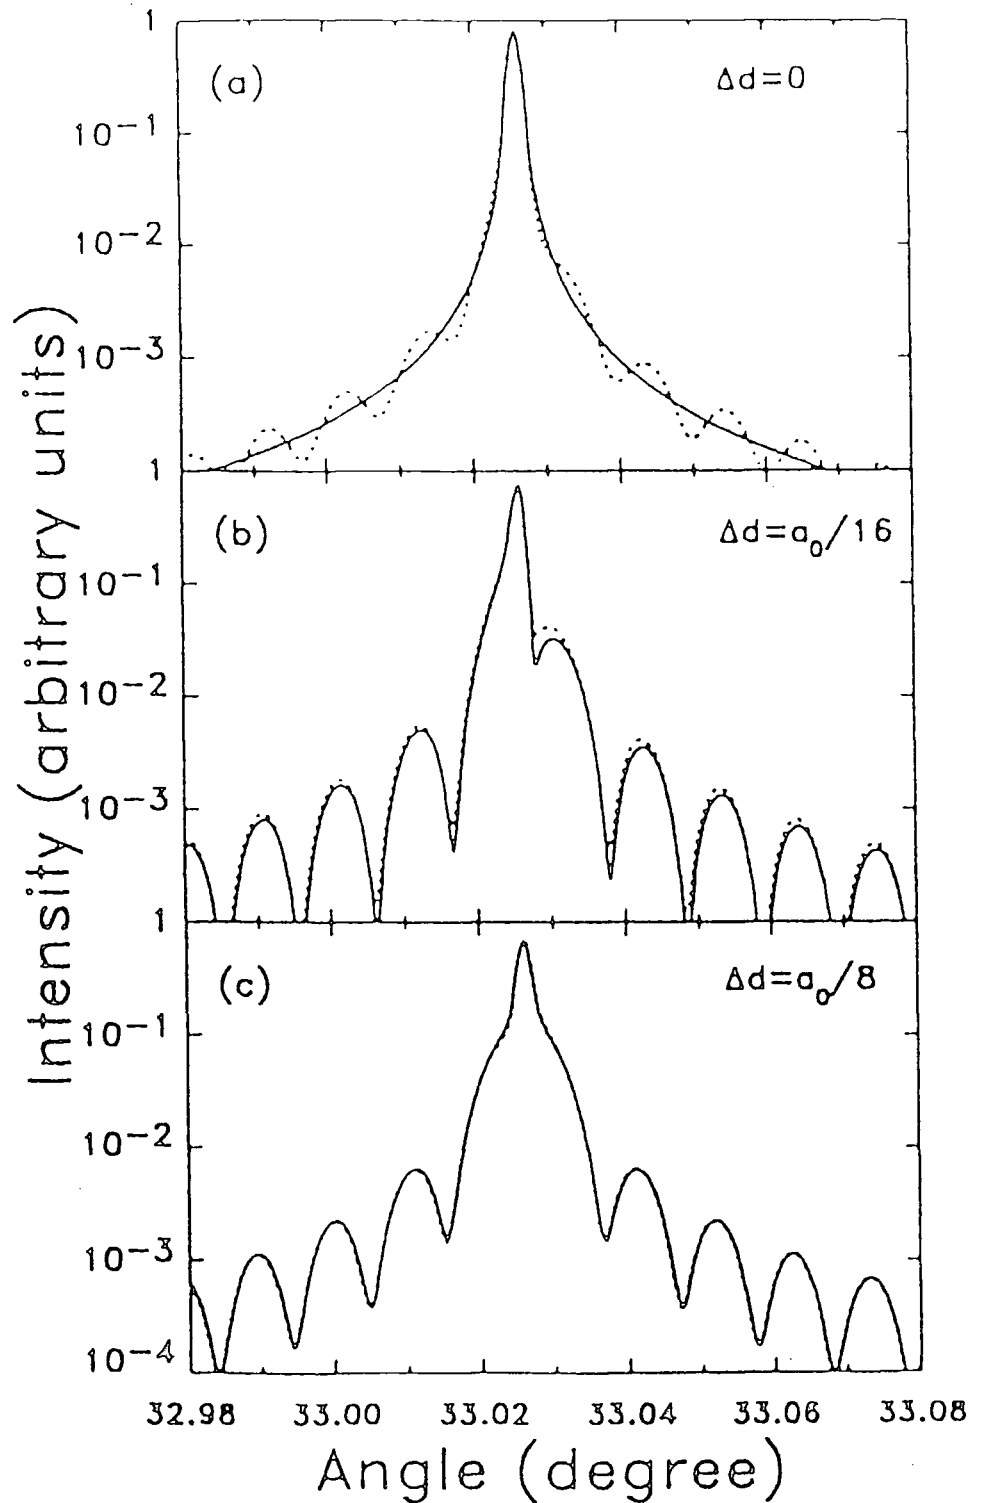 1
(a)
Δd=0
10⁻¹
10⁻²
10⁻³
1
(b)
Δd=a₀/16
10⁻¹
10⁻²
10⁻³
1
(c)
Δd=a₀/8
10⁻¹
10⁻²
10⁻³
10⁻⁴
32.98 33.00 33.02 33.04 33.06 33.08
Angle (degree)
Intensity (arbitrary units)